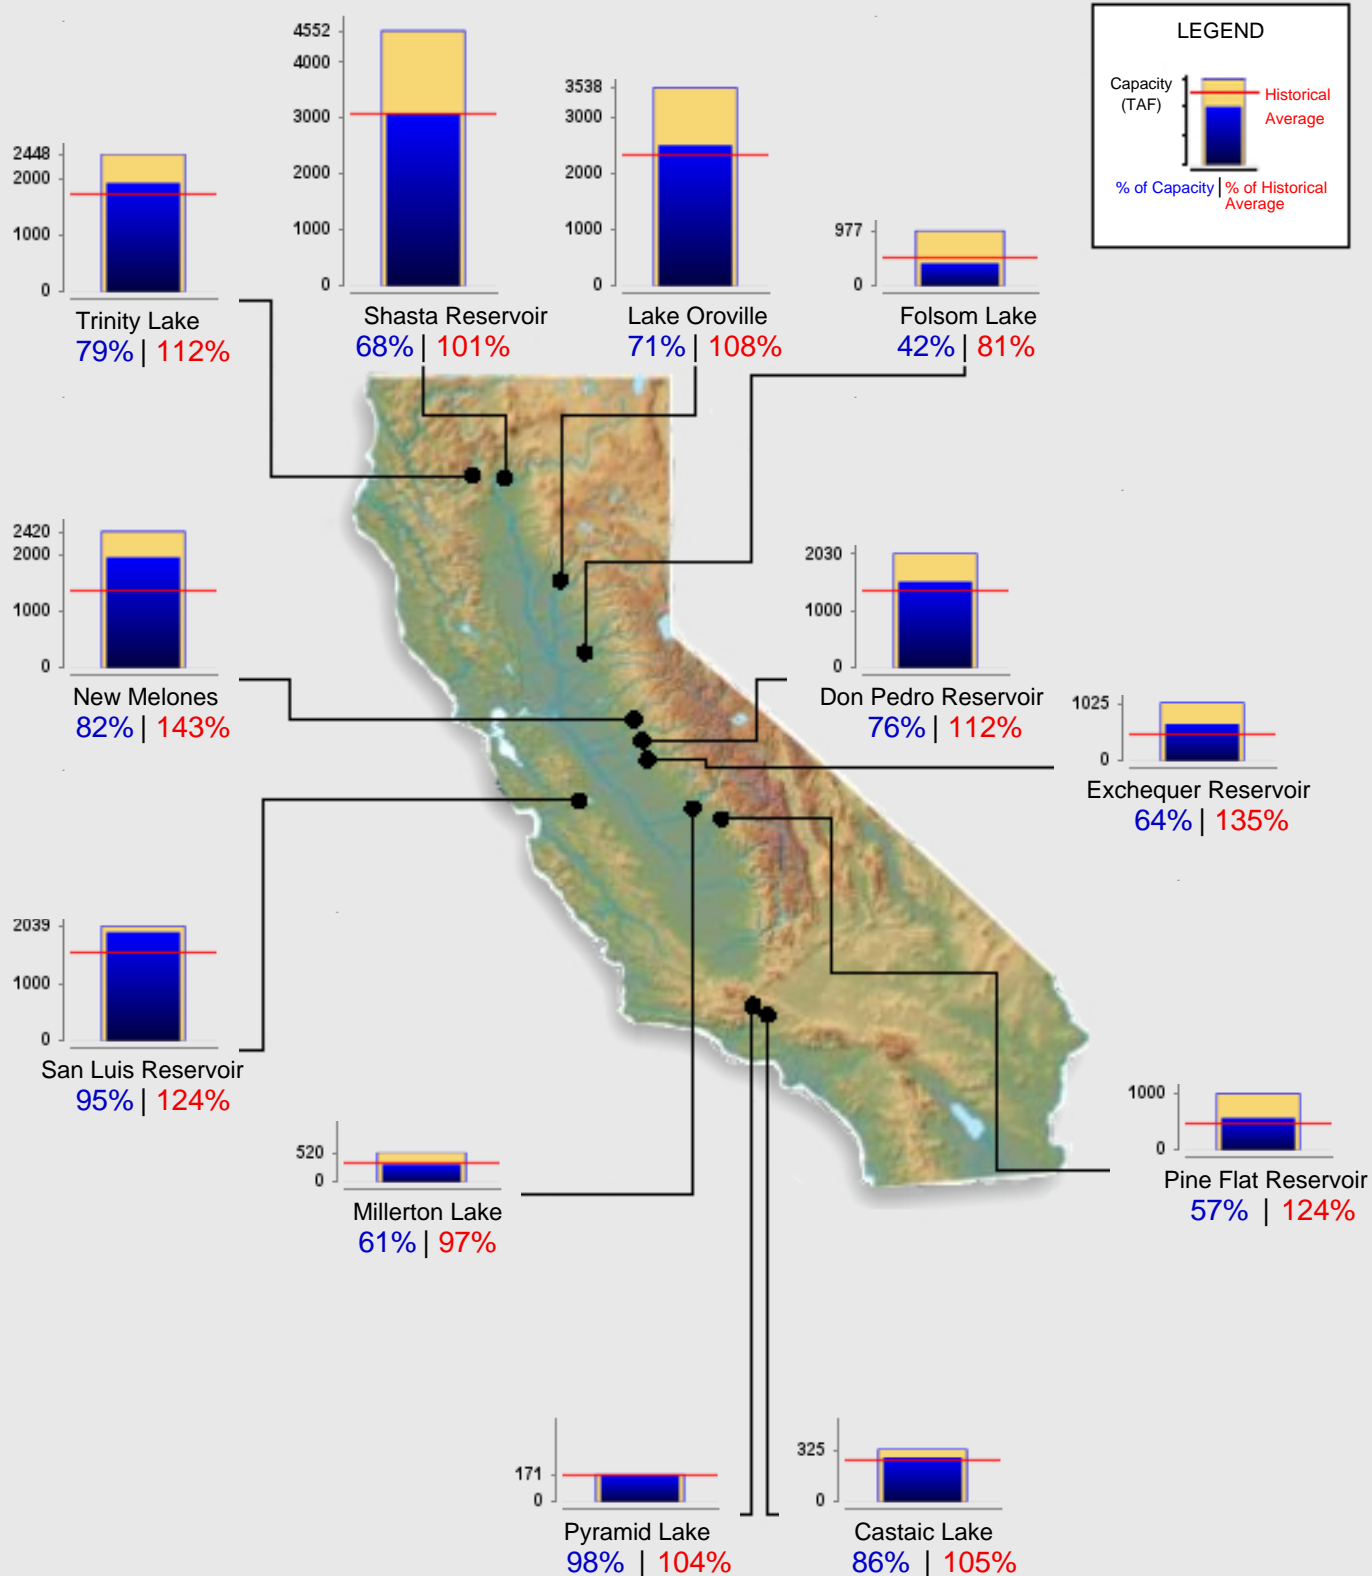 LEGEND
Capacity
(TAF)
Historical
Average
% of Capacity | % of Historical
Average
4552
4000
3000
2000
1000
0
Shasta Reservoir
68% | 101%
3538
3000
2000
1000
0
Lake Oroville
71% | 108%
2448
2000
1000
0
Trinity Lake
79% | 112%
977
0
Folsom Lake
42% | 81%
2420
2000
1000
0
New Melones
82% | 143%
2030
1000
0
Don Pedro Reservoir
76% | 112%
1025
0
Exchequer Reservoir
64% | 135%
2039
1000
0
San Luis Reservoir
95% | 124%
520
0
Millerton Lake
61% | 97%
1000
0
Pine Flat Reservoir
57% | 124%
171
0
Pyramid Lake
98% | 104%
325
0
Castaic Lake
86% | 105%